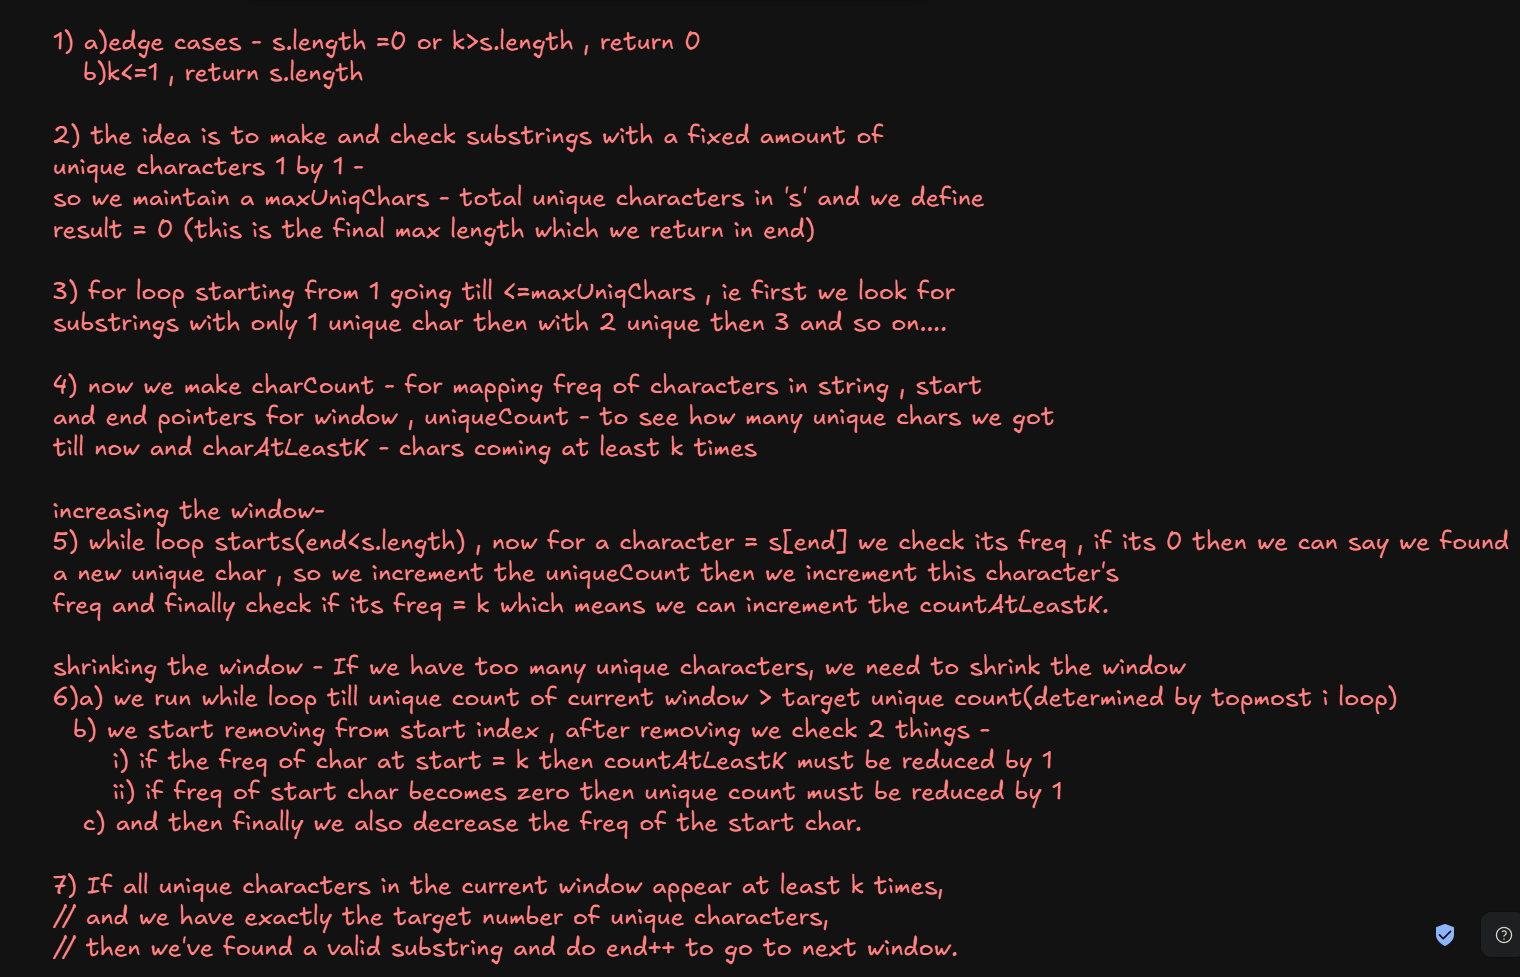 1) a)edge cases - s.length =0 or k>s.length , return 0
b)k<=1 , return s.length
2) the idea is to make and check substrings with a fixed amount of
unique characters 1 by 1 -
so we maintain a maxUniqChars - total unique characters in 's' and we define
result = 0 (this is the final max length which we return in end)
3) for loop starting from 1 going till <=maxUniqChars , ie first we look for
substrings with only 1 unique char then with 2 unique then 3 and so on....
4) now we make charCount - for mapping freq of characters in string , start
and end pointers for window , uniqueCount - to see how many unique chars we got
till now and charAtLeastK - chars coming at least k times
increasing the window-
5) while loop starts(end<s.length) , now for a character = s[end] we check its freq , if its 0 then we can say we found
a new unique char , so we increment the uniqueCount then we increment this character's
freq and finally check if its freq = k which means we can increment the countAtLeastK.
shrinking the window - If we have too many unique characters, we need to shrink the window
6)a) we run while loop till unique count of current window > target unique count(determined by topmost i loop)
b) we start removing from start index , after removing we check 2 things -
i) if the freq of char at start = k then countAtLeastK must be reduced by 1
ii) if freq of start char becomes zero then unique count must be reduced by 1
c) and then finally we also decrease the freq of the start char.
7) If all unique characters in the current window appear at least k times,
// and we have exactly the target number of unique characters,
// then we've found a valid substring and do end++ to go to next window.